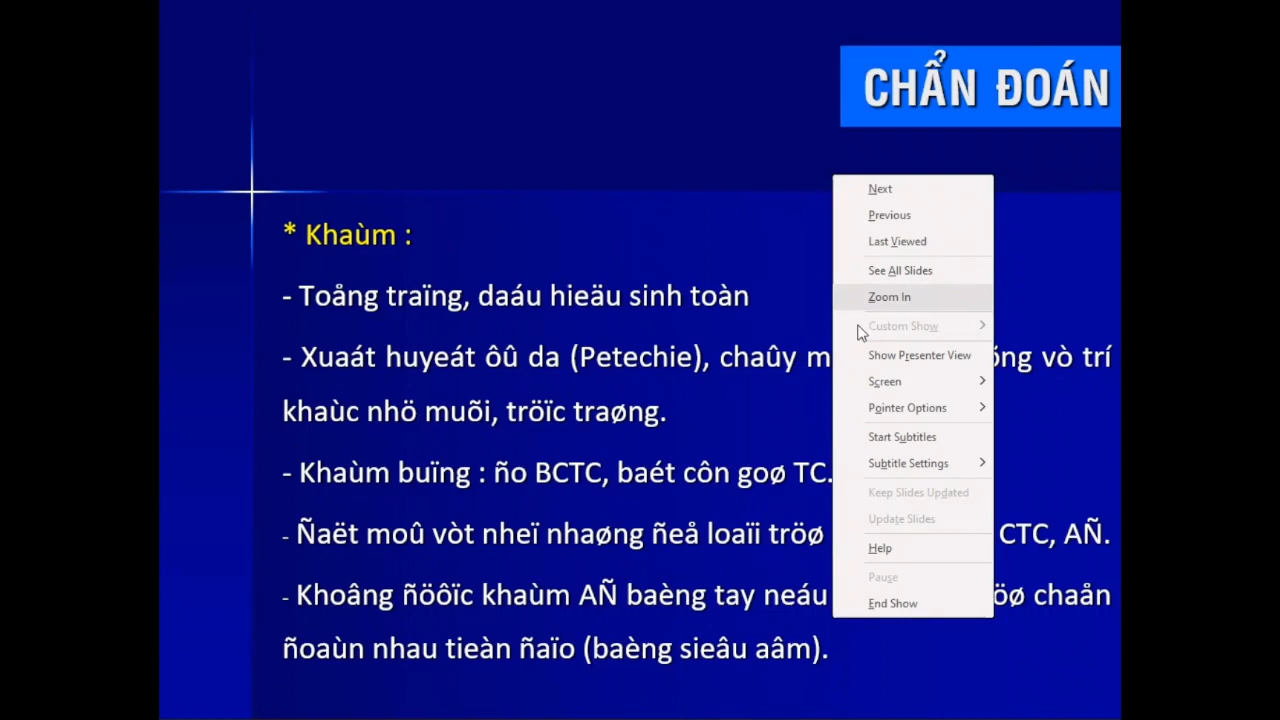 CHẨN ĐOÁN
* Khaùm :
- Toång traïng, daáu hieäu sinh toàn
- Xuaát huyeát ôû da (Petechie), chaûy m õng vò trí
khaùc nhö muõi, tröïc traøng.
- Khaùm buïng : ño BCTC, baét côn goø TC.
- Ñaët moû vòt nheï nhaøng ñeå loaïi tröø CTC, AÑ.
- Khoâng ñöôïc khaùm AÑ baèng tay neáu öø chaån
ñoaùn nhau tieàn ñaïo (baèng sieâu aâm).
Next
Previous
Last Viewed
See All Slides
Zoom In
Custom Show
Show Presenter View
Screen
Pointer Options
Start Subtitles
Subtitle Settings
Keep Slides Updated
Update Slides
Help
Pause
End Show